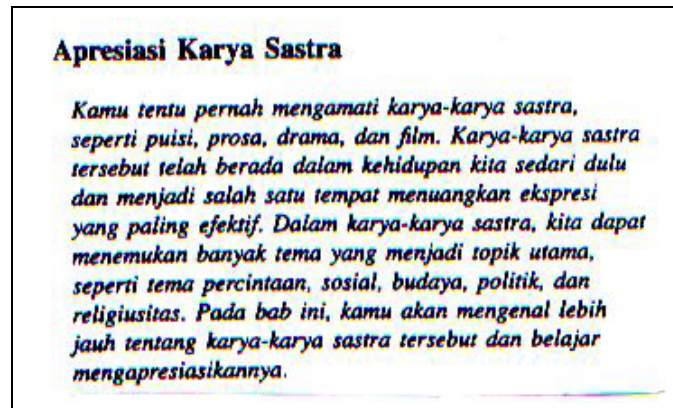 Apresiasi Karya Sastra
Kamu tentu pernah mengamati karya-karya sastra,
seperti puisi, prosa, drama, dan film. Karya-karya sastra
tersebut telah berada dalam kehidupan kita sedari dulu
dan menjadi salah satu tempat menuangkan ekspresi
yang paling efektif. Dalam karya-karya sastra, kita dapat
menemukan banyak tema yang menjadi topik utama,
seperti tema percintaan, sosial, budaya, politik, dan
religiusitas. Pada bab ini, kamu akan mengenal lebih
jauh tentang karya-karya sastra tersebut dan belajar
mengapresiasikannya.